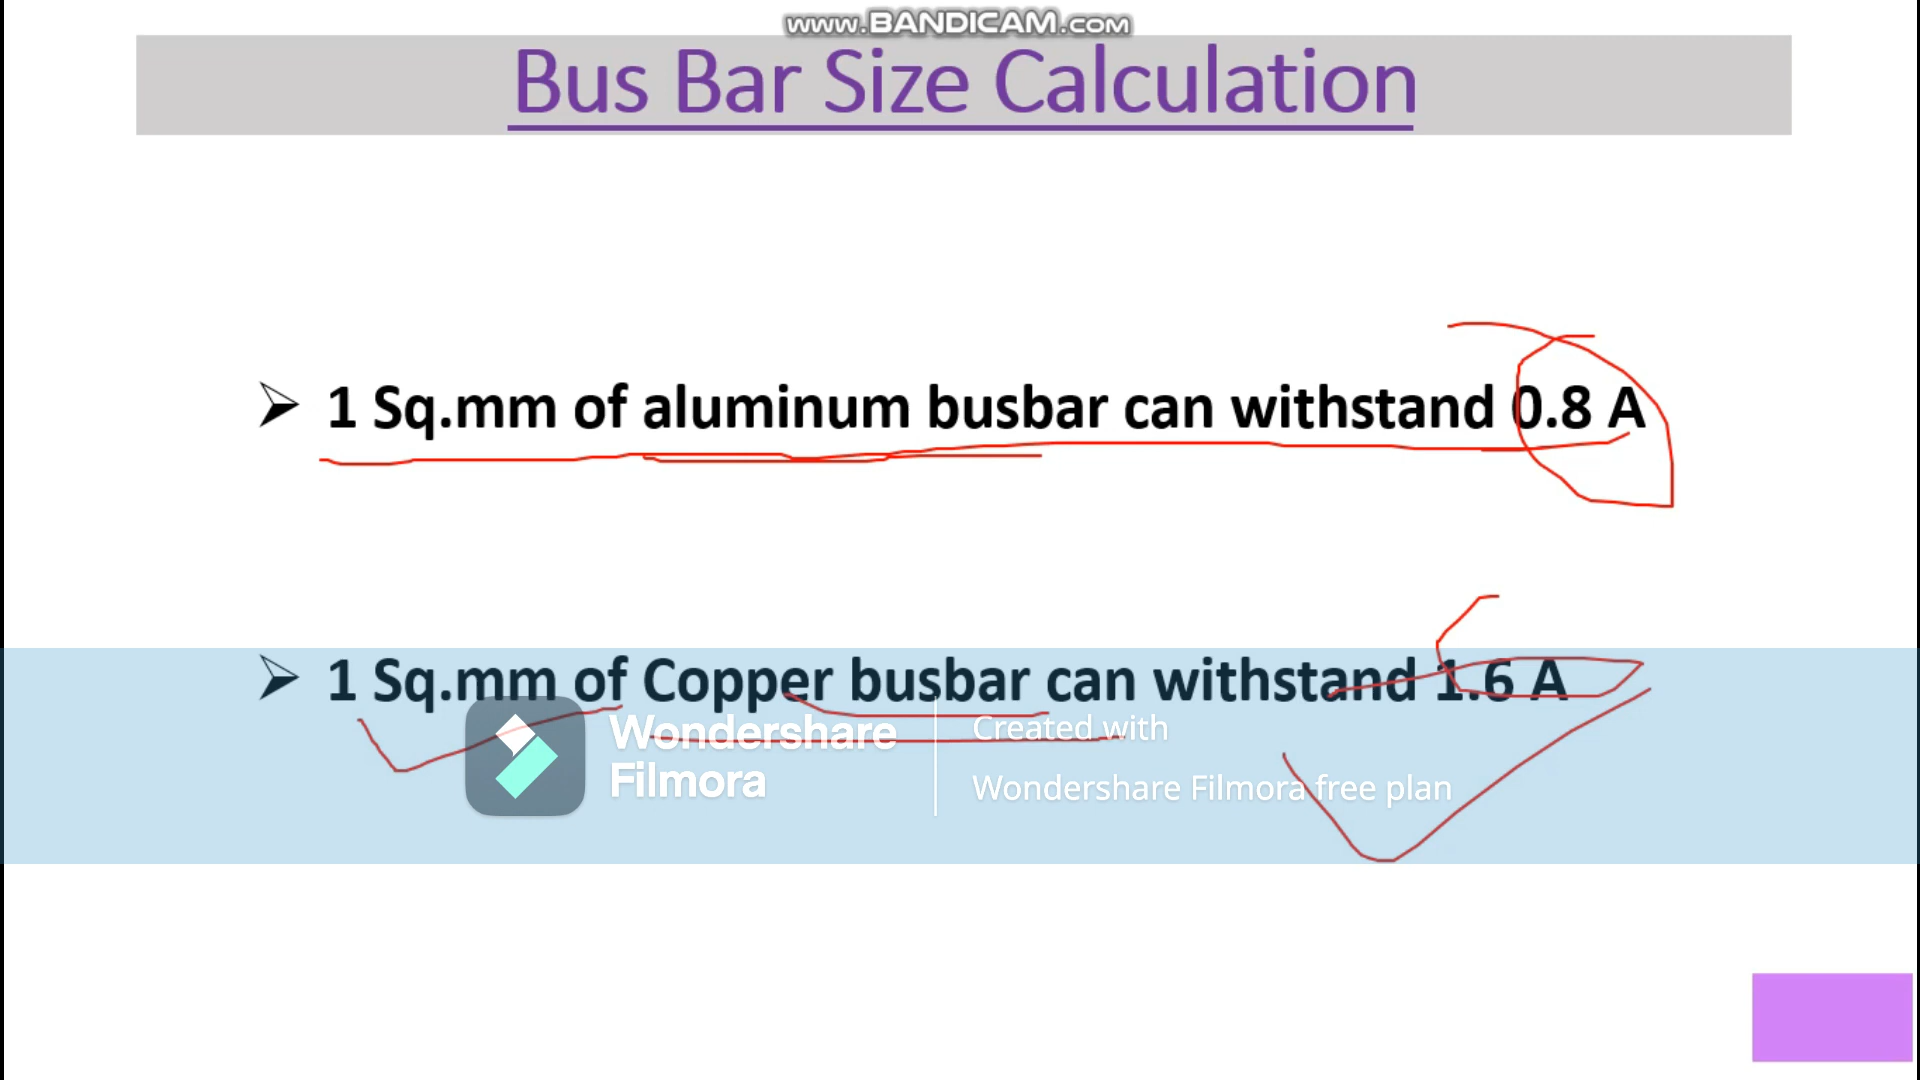 www.BANDICAM.com
Bus Bar Size Calculation
➢ 1 Sq.mm of aluminum busbar can withstand 0.8 A
➢ 1 Sq.mm of Copper busbar can withstand 1.6 A
Wondershare
Filmora
Created with
Wondershare Filmora free plan